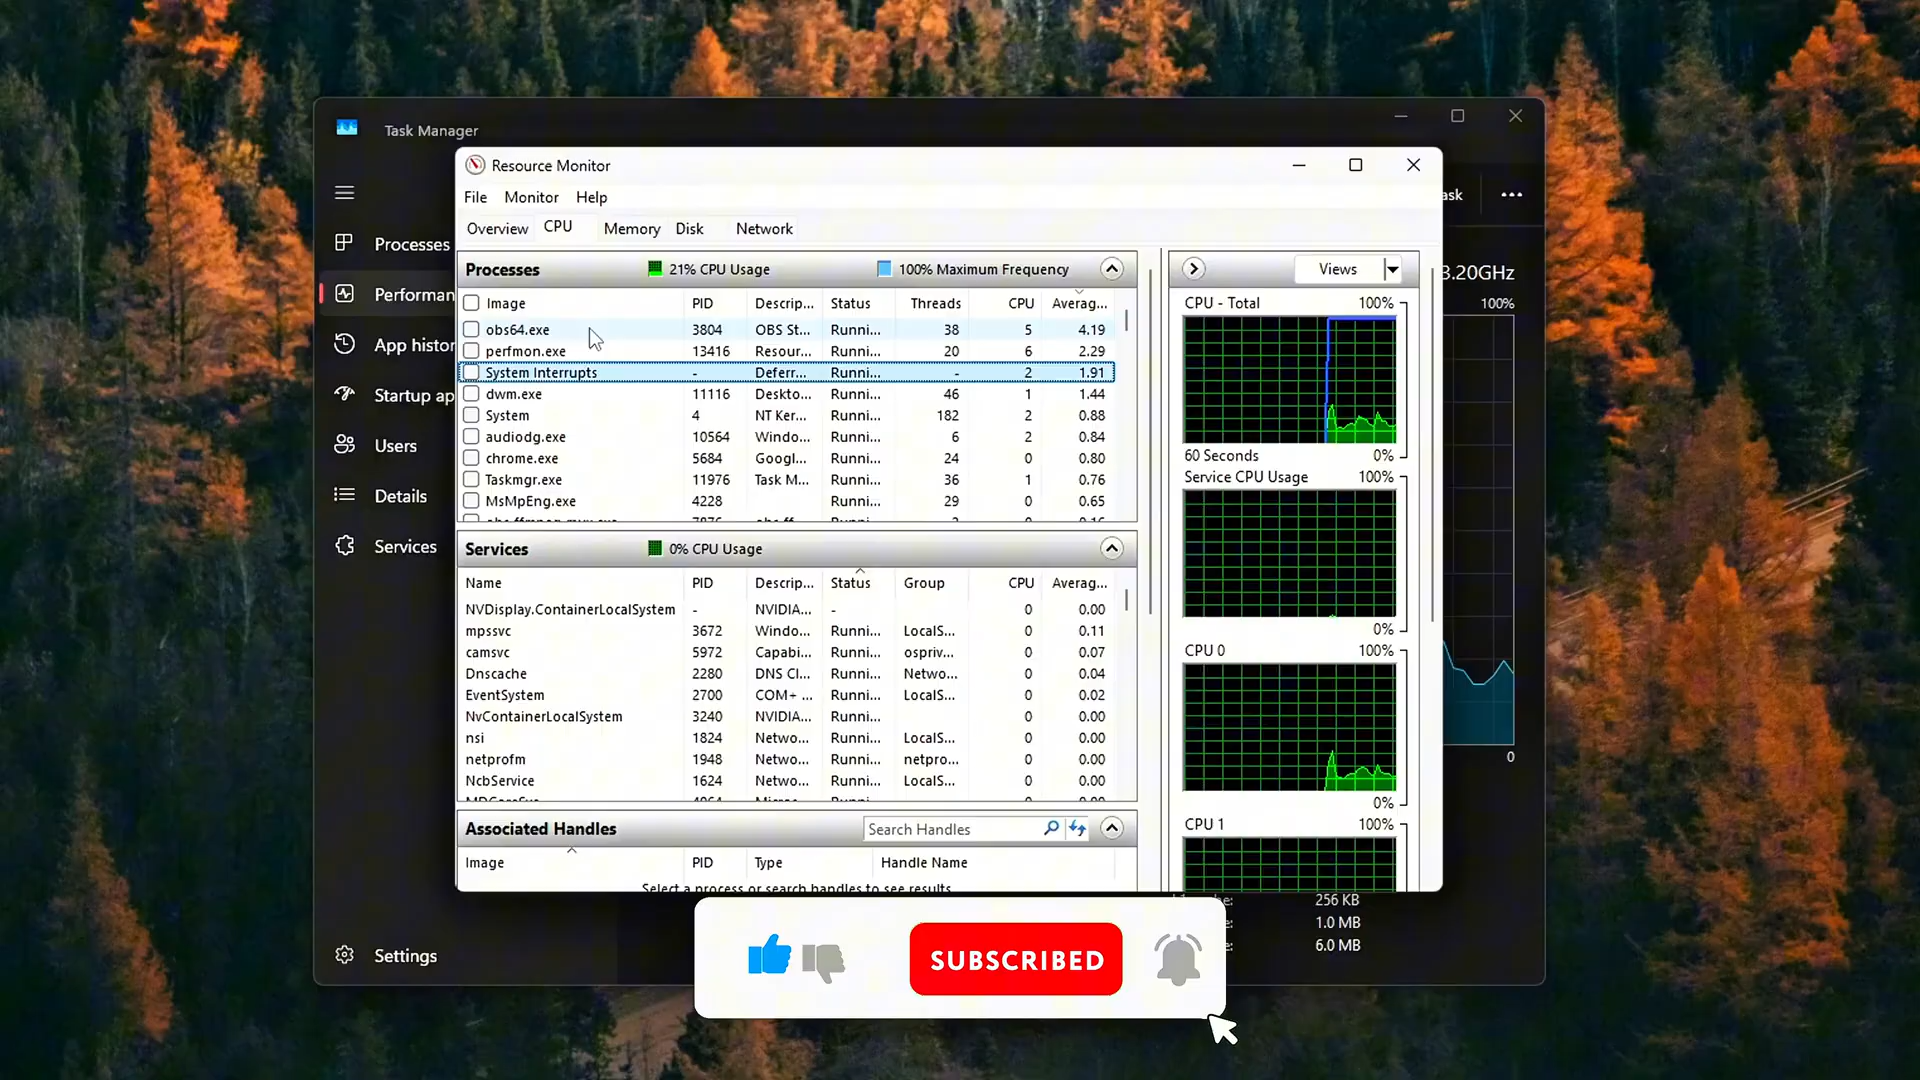 Task Manager
Resource Monitor
File Monitor Help
Overview CPU Memory Disk Network
Processes
Performan
App histor
Startup ap
Users
Details
Services
Settings
Processes 21% CPU Usage 100% Maximum Frequency
Image PID Descrip... Status Threads CPU Averag...
obs64.exe 3804 OBS St... Runni... 38 5 4.19
perfmon.exe 13416 Resour... Runni... 20 6 2.29
System Interrupts - Deferr... Runni... - 2 1.91
dwm.exe 11116 Deskto... Runni... 46 1 1.44
System 4 NT Ker... Runni... 182 2 0.88
audiodg.exe 10564 Windo... Runni... 6 2 0.84
chrome.exe 5684 Googl... Runni... 24 0 0.80
Taskmgr.exe 11976 Task M... Runni... 36 1 0.76
MsMpEng.exe 4228 Runni... 29 0 0.65
Services 0% CPU Usage
Name PID Descrip... Status Group CPU Averag...
NVDisplay.ContainerLocalSystem - NVIDIA... - 0 0.00
mpssvc 3672 Windo... Runni... LocalS... 0 0.11
camsvc 5972 Capabi... Runni... ospriv... 0 0.07
Dnscache 2280 DNS Cl... Runni... Netwo... 0 0.04
EventSystem 2700 COM+ ... Runni... LocalS... 0 0.02
NvContainerLocalSystem 3240 NVIDIA... Runni... 0 0.00
nsi 1824 Netwo... Runni... LocalS... 0 0.00
netprofm 1948 Netwo... Runni... netpro... 0 0.00
NcbService 1624 Netwo... Runni... LocalS... 0 0.00
Associated Handles Search Handles
Image PID Type Handle Name
Select a process or search handles to see results.
Views
CPU - Total 100%
60 Seconds 0%
Service CPU Usage 100%
0%
CPU 0 100%
0%
CPU 1 100%
ask
3.20GHz
100%
0
e: 256 KB
e: 1.0 MB
e: 6.0 MB
SUBSCRIBED